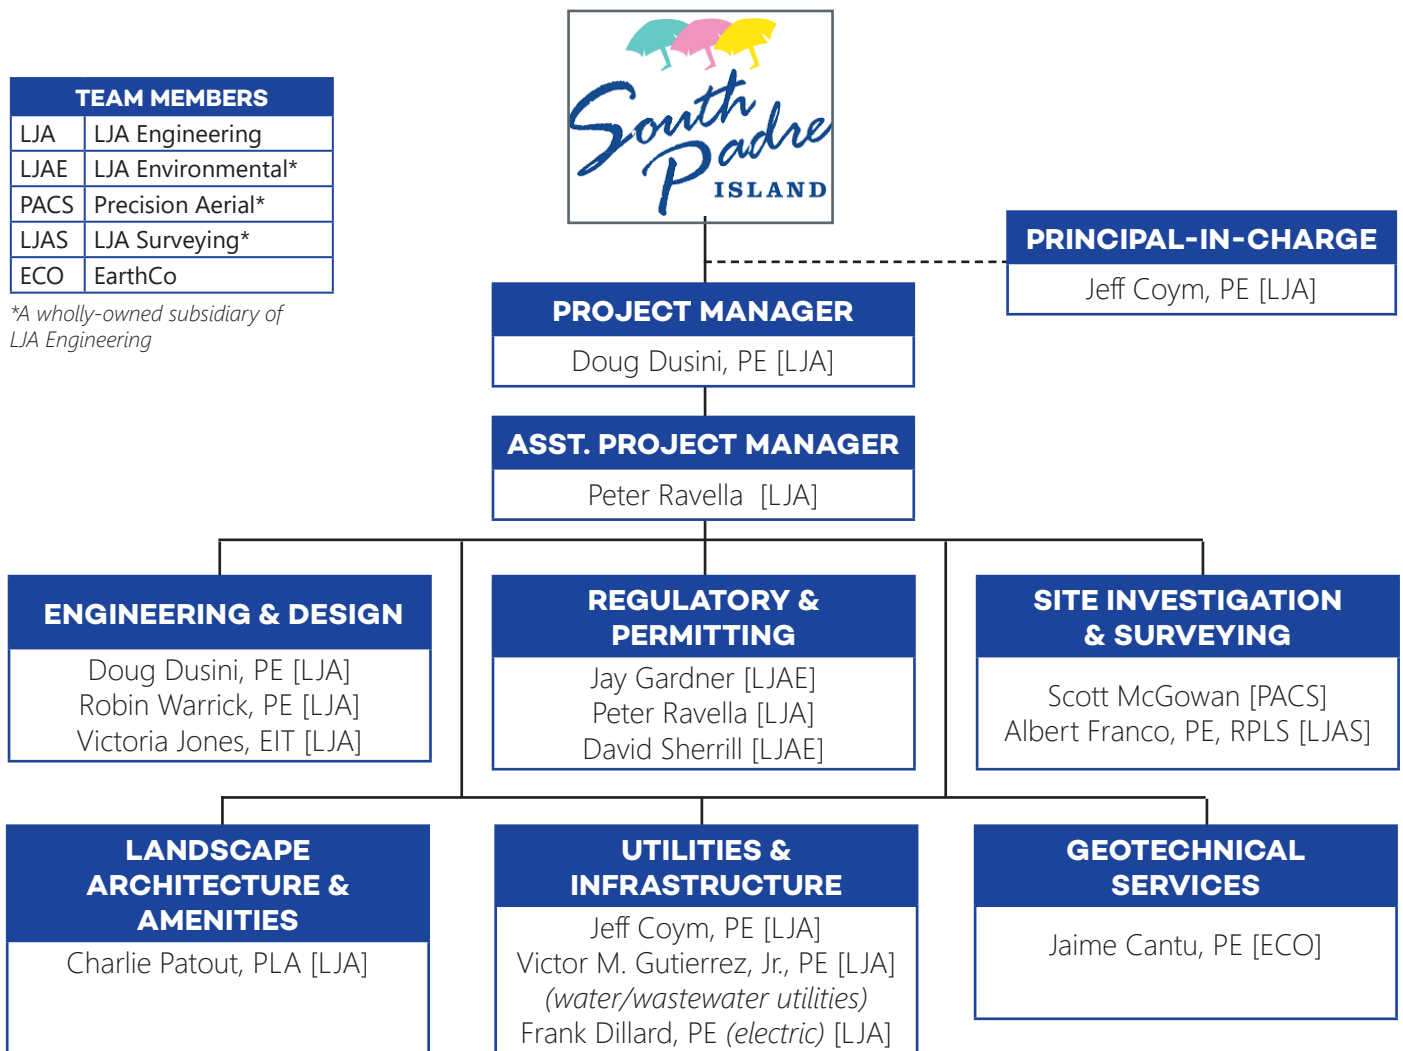 South
Padre
ISLAND
TEAM MEMBERS
LJA LJA Engineering
LJAE LJA Environmental*
PACS Precision Aerial*
LJAS LJA Surveying*
ECO EarthCo
*A wholly-owned subsidiary of
LJA Engineering
PRINCIPAL-IN-CHARGE
Jeff Coym, PE [LJA]
PROJECT MANAGER
Doug Dusini, PE [LJA]
ASST. PROJECT MANAGER
Peter Ravella [LJA]
ENGINEERING & DESIGN
Doug Dusini, PE [LJA]
Robin Warrick, PE [LJA]
Victoria Jones, EIT [LJA]
REGULATORY &
PERMITTING
Jay Gardner [LJAE]
Peter Ravella [LJA]
David Sherrill [LJAE]
SITE INVESTIGATION
& SURVEYING
Scott McGowan [PACS]
Albert Franco, PE, RPLS [LJAS]
LANDSCAPE
ARCHITECTURE &
AMENITIES
Charlie Patout, PLA [LJA]
UTILITIES &
INFRASTRUCTURE
Jeff Coym, PE [LJA]
Victor M. Gutierrez, Jr., PE [LJA]
(water/wastewater utilities)
Frank Dillard, PE (electric) [LJA]
GEOTECHNICAL
SERVICES
Jaime Cantu, PE [ECO]